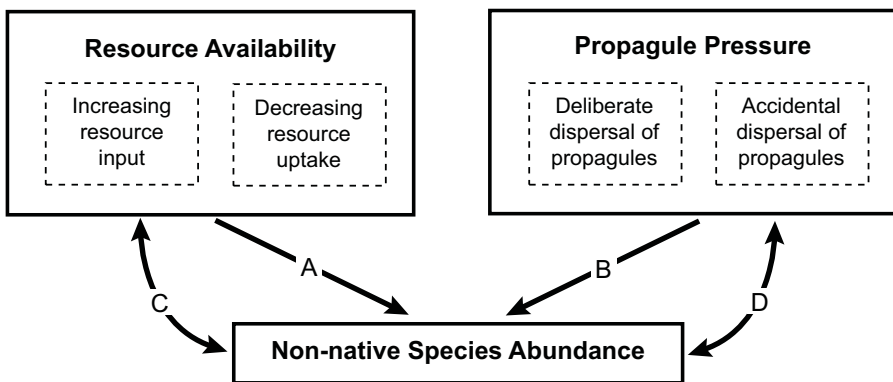 Resource Availability
Increasing
resource
input
Decreasing
resource
uptake
Propagule Pressure
Deliberate
dispersal of
propagules
Accidental
dispersal of
propagules
A
B
C
D
Non-native Species Abundance